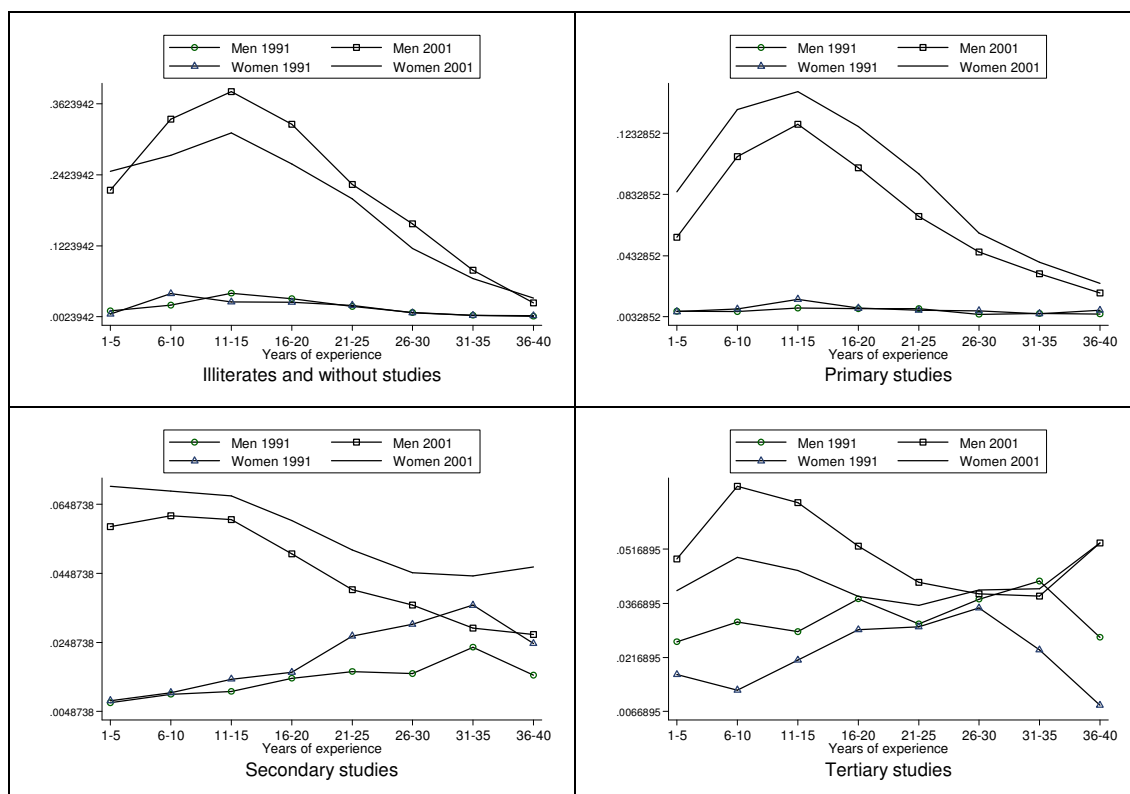 Men 1991 Men 2001
Women 1991 Women 2001
.3623942
.2423942
.1223942
.0023942
1-5 6-10 11-15 16-20 21-25 26-30 31-35 36-40
Years of experience
Illiterates and without studies
Men 1991 Men 2001
Women 1991 Women 2001
.1232852
.0832852
.0432852
.0032852
1-5 6-10 11-15 16-20 21-25 26-30 31-35 36-40
Years of experience
Primary studies
Men 1991 Men 2001
Women 1991 Women 2001
.0648738
.0448738
.0248738
.0048738
1-5 6-10 11-15 16-20 21-25 26-30 31-35 36-40
Years of experience
Secondary studies
Men 1991 Men 2001
Women 1991 Women 2001
.0516895
.0366895
.0216895
.0066895
1-5 6-10 11-15 16-20 21-25 26-30 31-35 36-40
Years of experience
Tertiary studies